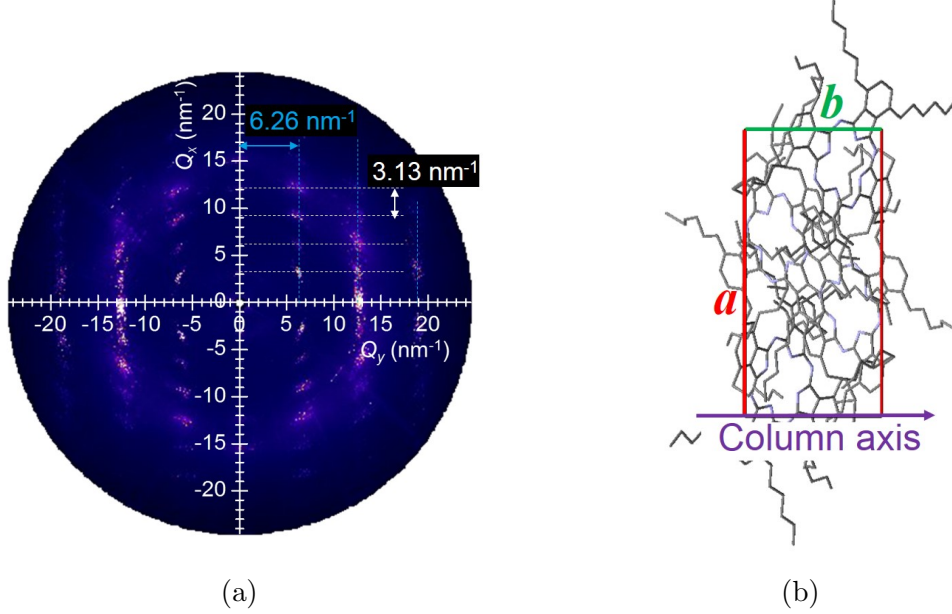 6.26 nm⁻¹
3.13 nm⁻¹
Qx (nm⁻¹)
20
15
10
5
0
-5
-10
-15
-20
-20 -15 -10 -5 0 5 10 15 20
Qy (nm⁻¹)
b
a
Column axis
(a) (b)